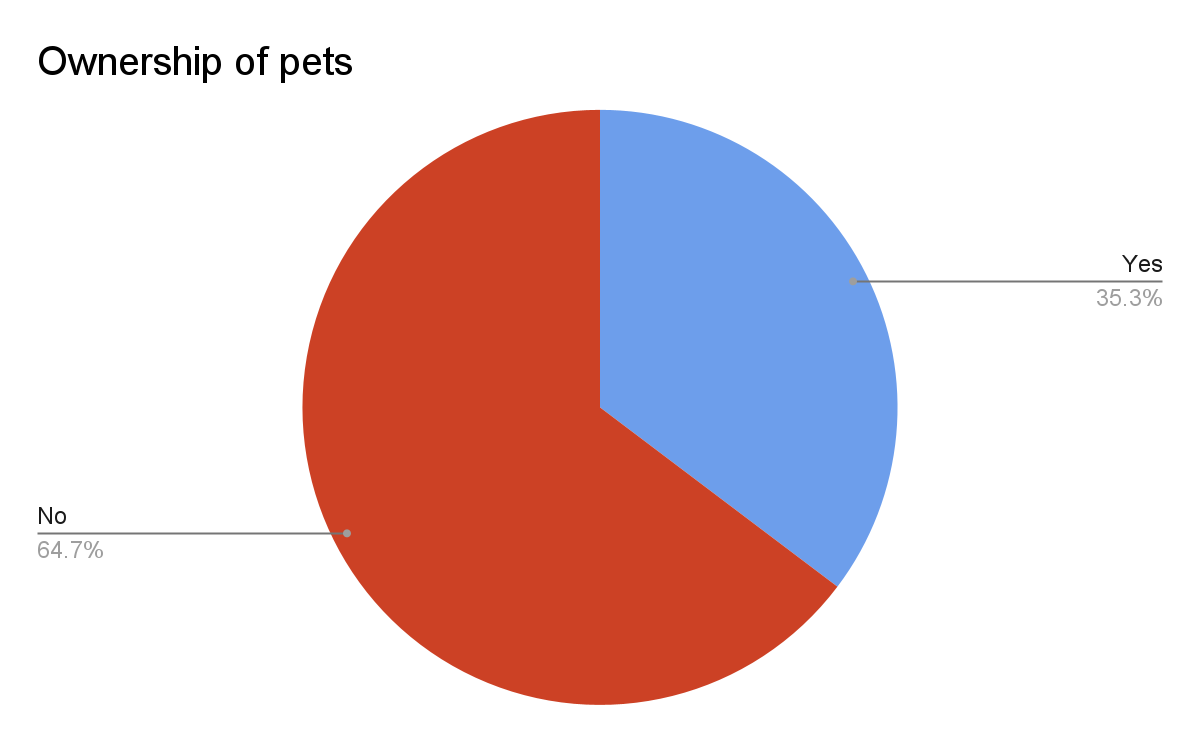 Ownership of pets
Yes
35.3%
No
64.7%